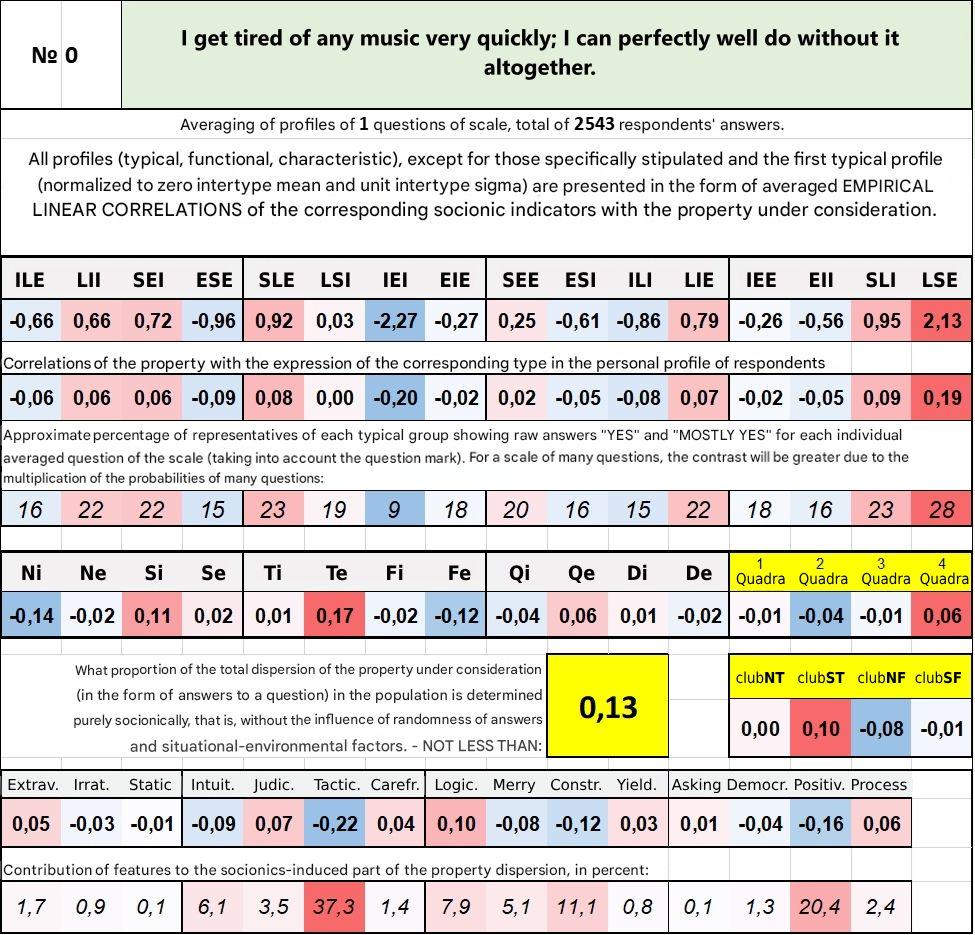 № 0
I get tired of any music very quickly; I can perfectly well do without it
altogether.
Averaging of profiles of 1 questions of scale, total of 2543 respondents' answers.
All profiles (typical, functional, characteristic), except for those specifically stipulated and the first typical profile
(normalized to zero intertype mean and unit intertype sigma) are presented in the form of averaged EMPIRICAL
LINEAR CORRELATIONS of the corresponding socionic indicators with the property under consideration.
ILE LII SEI ESE SLE LSI IEI EIE SEE ESI ILI LIE IEE EII SLI LSE
-0,66 0,66 0,72 -0,96 0,92 0,03 -2,27 -0,27 0,25 -0,61 -0,86 0,79 -0,26 -0,56 0,95 2,13
Correlations of the property with the expression of the corresponding type in the personal profile of respondents
-0,06 0,06 0,06 -0,09 0,08 0,00 -0,20 -0,02 0,02 -0,05 -0,08 0,07 -0,02 -0,05 0,09 0,19
Approximate percentage of representatives of each typical group showing raw answers "YES" and "MOSTLY YES" for each individual
averaged question of the scale (taking into account the question mark). For a scale of many questions, the contrast will be greater due to the
multiplication of the probabilities of many questions:
16 22 22 15 23 19 9 18 20 16 15 22 18 16 23 28
Ni Ne Si Se Ti Te Fi Fe Qi Qe Di De 1 Quadra 2 Quadra 3 Quadra 4 Quadra
-0,14 -0,02 0,11 0,02 0,01 0,17 -0,02 -0,12 -0,04 0,06 0,01 -0,02 -0,01 -0,04 -0,01 0,06
What proportion of the total dispersion of the property under consideration
(in the form of answers to a question) in the population is determined
purely socionically, that is, without the influence of randomness of answers
and situational-environmental factors. - NOT LESS THAN:
0,13
clubNT clubST clubNF clubSF
0,00 0,10 -0,08 -0,01
Extrav. Irrat. Static Intuit. Judic. Tactic. Carefr. Logic. Merry Constr. Yield. Asking Democr. Positiv. Process
0,05 -0,03 -0,01 -0,09 0,07 -0,22 0,04 0,10 -0,08 -0,12 0,03 0,01 -0,04 -0,16 0,06
Contribution of features to the socionics-induced part of the property dispersion, in percent:
1,7 0,9 0,1 6,1 3,5 37,3 1,4 7,9 5,1 11,1 0,8 0,1 1,3 20,4 2,4